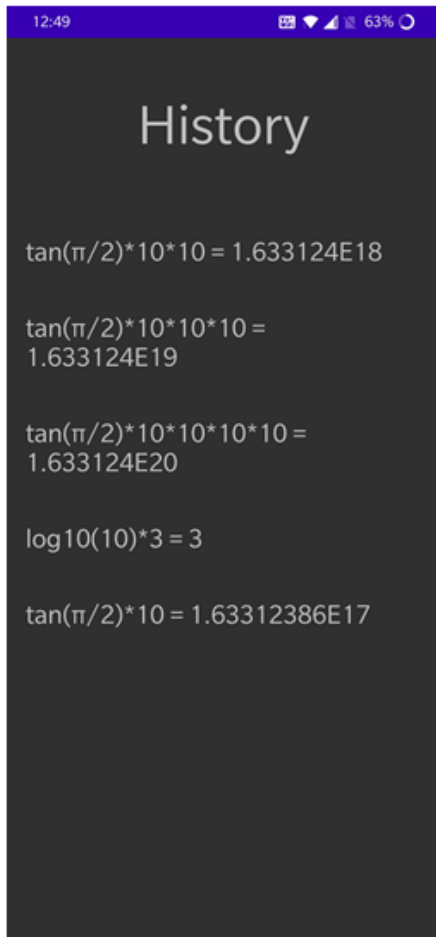 12:49 63%
History
tan(π/2)*10*10 = 1.633124E18
tan(π/2)*10*10*10 =
1.633124E19
tan(π/2)*10*10*10*10 =
1.633124E20
log10(10)*3 = 3
tan(π/2)*10 = 1.63312386E17